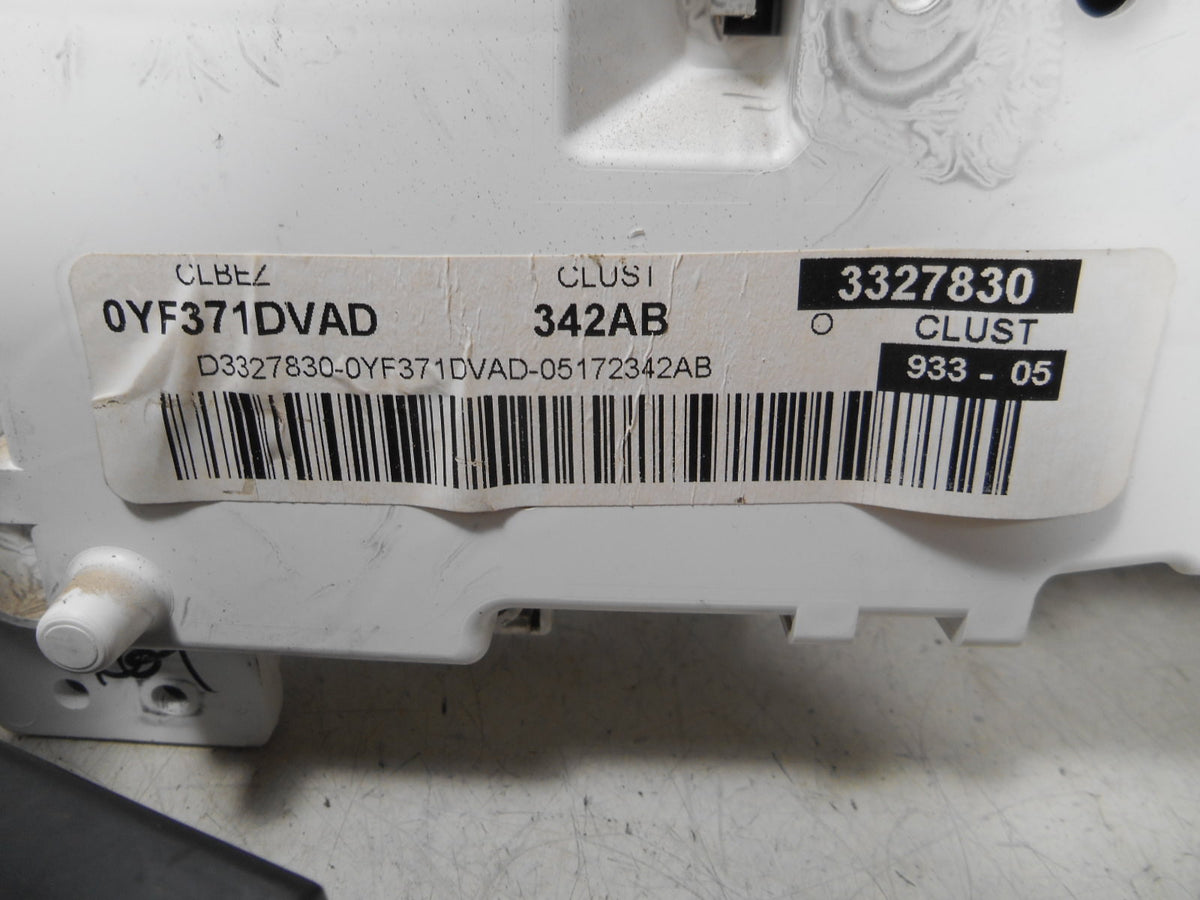 CLBEZ CLUST 3327830
0YF371DVAD 342AB O CLUST
D3327830-0YF371DVAD-05172342AB 933 - 05